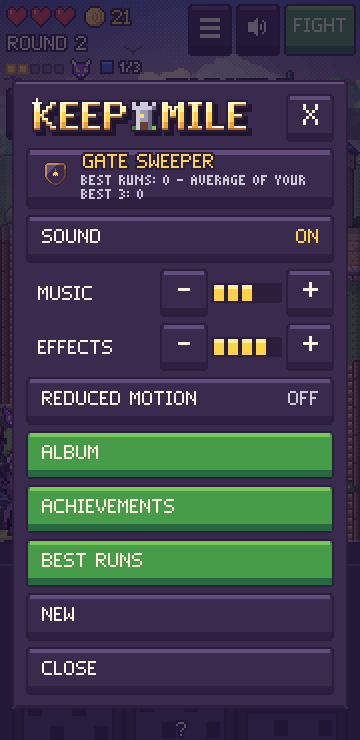 21
FIGHT
ROUND 2
1/3
KEEP MILE
X
GATE SWEEPER
BEST RUNS: 0 - AVERAGE OF YOUR
BEST 3: 0
SOUND ON
MUSIC - +
EFFECTS - +
REDUCED MOTION OFF
ALBUM
ACHIEVEMENTS
BEST RUNS
NEW
CLOSE
?